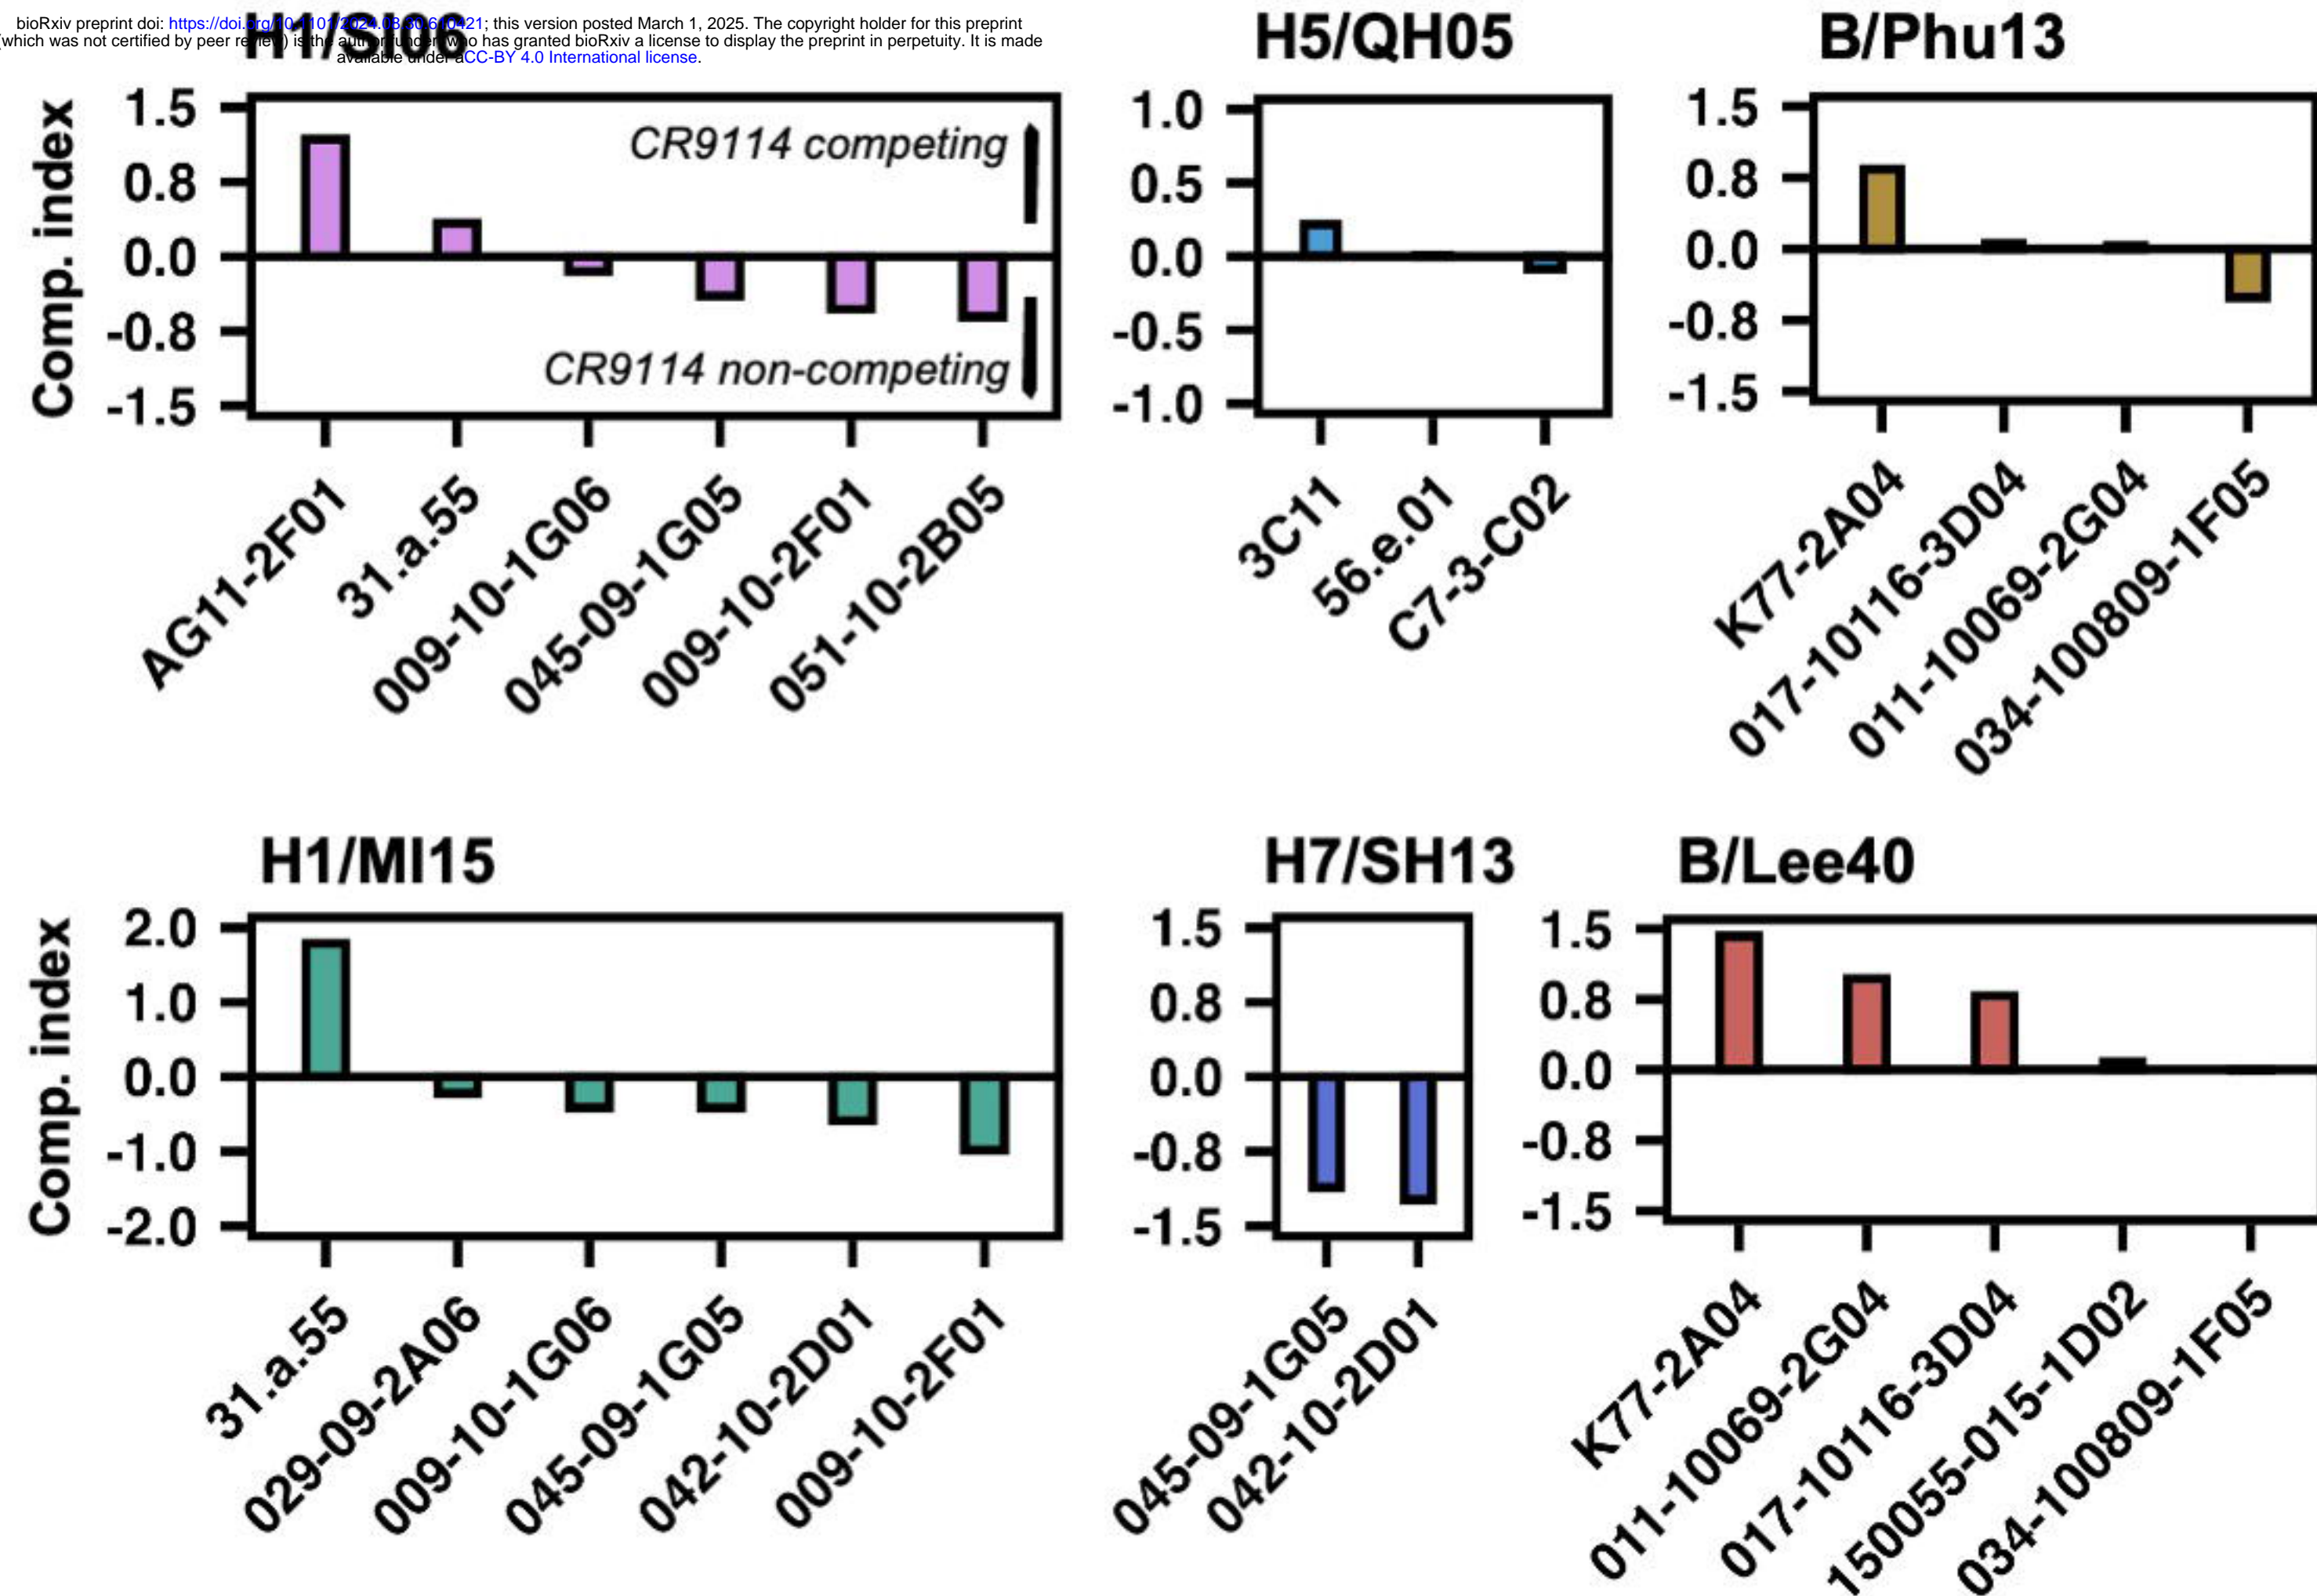 bioRxiv preprint doi: https://doi.org/10.1101/2024.08.30.610421; this version posted March 1, 2025. The copyright holder for this preprint
(which was not certified by peer review) is the author/funder, who has granted bioRxiv a license to display the preprint in perpetuity. It is made
available under aCC-BY 4.0 International license.
H1/SI06
Comp. index
1.5
0.8
0.0
-0.8
-1.5
CR9114 competing
CR9114 non-competing
AG11-2F01
31.a.55
009-10-1G06
045-09-1G05
009-10-2F01
051-10-2B05
H5/QH05
1.0
0.5
0.0
-0.5
-1.0
3C11
56.e.01
C7-3-C02
B/Phu13
1.5
0.8
0.0
-0.8
-1.5
K77-2A04
017-10116-3D04
011-10069-2G04
034-100809-1F05
H1/MI15
Comp. index
2.0
1.0
0.0
-1.0
-2.0
31.a.55
029-09-2A06
009-10-1G06
045-09-1G05
042-10-2D01
009-10-2F01
H7/SH13
1.5
0.8
0.0
-0.8
-1.5
045-09-1G05
042-10-2D01
B/Lee40
1.5
0.8
0.0
-0.8
-1.5
K77-2A04
011-10069-2G04
017-10116-3D04
150055-015-1D02
034-100809-1F05